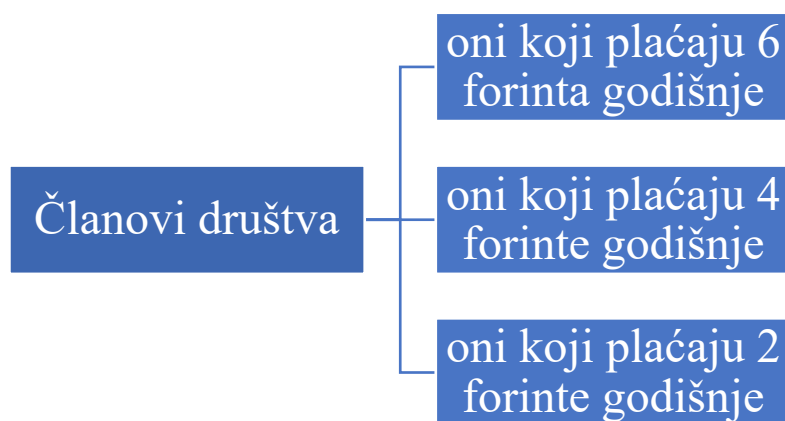 oni koji plaćaju 6
forinta godišnje
Članovi društva
oni koji plaćaju 4
forinte godišnje
oni koji plaćaju 2
forinte godišnje